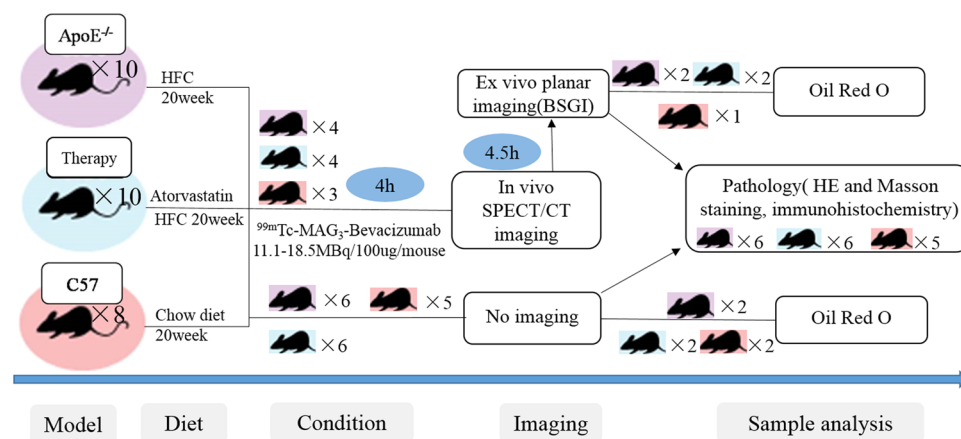 ApoE-/-
×10
HFC
20week
Therapy
×10
Atorvastatin
HFC 20week
C57
×8
Chow diet
20week
×4
×4
×3
4h
99mTc-MAG3-Bevacizumab
11.1-18.5MBq/100ug/mouse
×6
×5
×6
Ex vivo planar
imaging(BSGI)
4.5h
In vivo
SPECT/CT
imaging
No imaging
×2
×2
×1
Oil Red O
Pathology( HE and Masson
staining, immunohistochemistry)
×6
×6
×5
×2
×2
×2
Oil Red O
Model
Diet
Condition
Imaging
Sample analysis